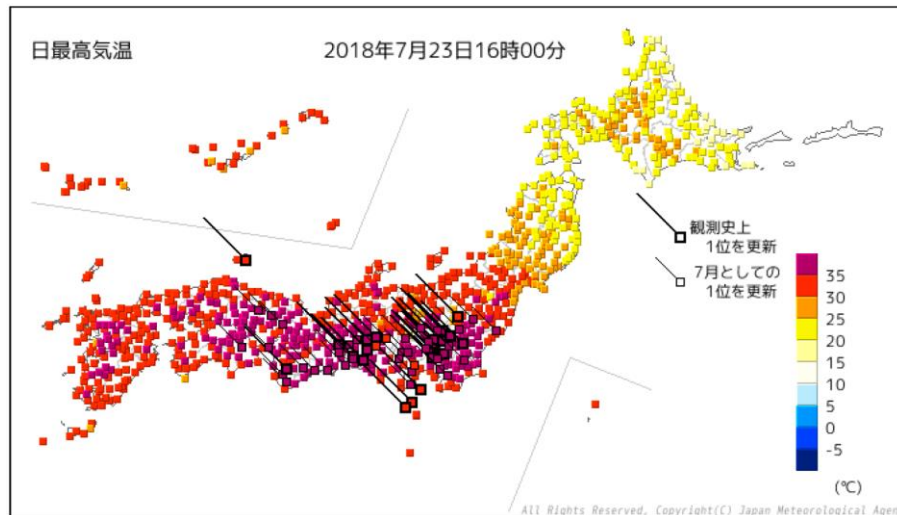 日最高気温
2018年7月23日16時00分
観測史上
1位を更新
7月としての
1位を更新
35
30
25
20
15
10
5
0
-5
(℃)
All Rights Reserved, Copyright(C) Japan Meteorological Agen